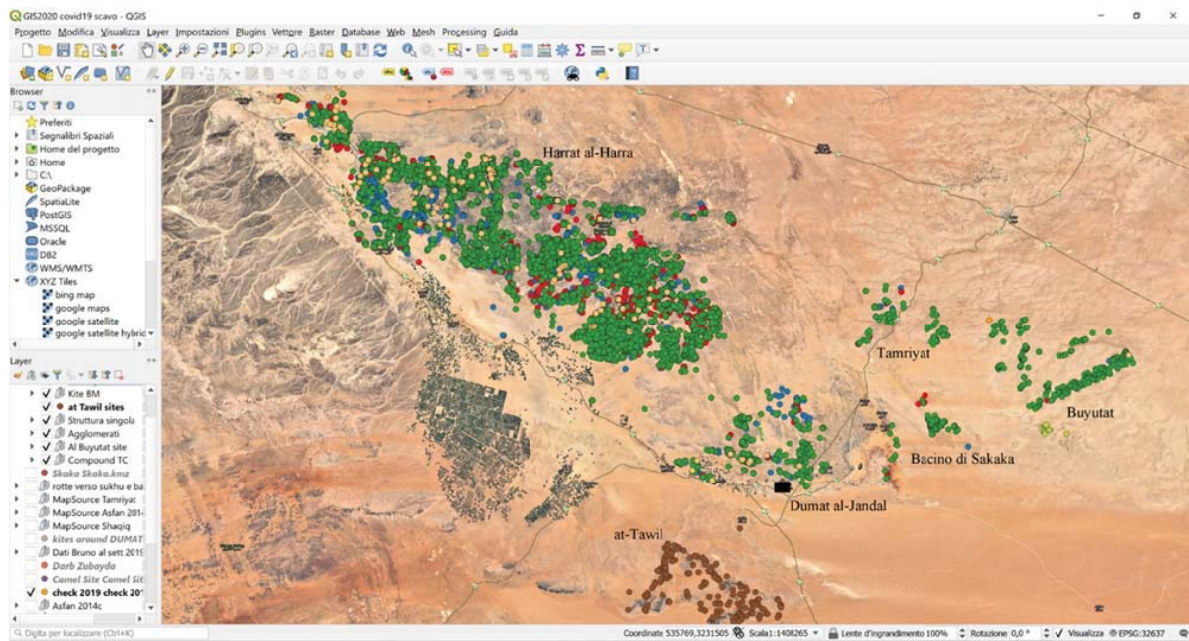 GIS2020 covid19 scavo - QGIS
Progetto Modifica Visualizza Layer Impostazioni Plugins Vettore Raster Database Web Mesh Processing Guida
Browser
Preferiti
Segnalibri Spaziali
Home del progetto
Home
C:\
GeoPackage
SpatiaLite
PostGIS
MSSQL
Oracle
DB2
WMS/WMTS
XYZ Tiles
bing map
google maps
google satellite
google satellite hybri
Layer
Kite BM
at Tawil sites
Struttura singola
Agglomerati
Al Buyutat site
Compound TC
Skaka Skaka.kmz
rotte verso sukhu e ba
MapSource Tamriyat
MapSource Asfan 201
MapSource Shaqiq
kites around DUMAT
Dati Bruno al sett 2019
Darb Zubayda
Camel Site Camel Sit
check 2019 check 20
Asfan 2014c
Harrat al-Harra
Tamriyat
Buyutat
Bacino di Sakaka
Dumat al-Jandal
at-Tawil
Digita per localizzare (Ctrl+K)
Coordinate 535769,3231505 Scala 1:1408265 Lente d'ingrandimento 100% Rotazione 0,0 ° Visualizza EPSG:32637